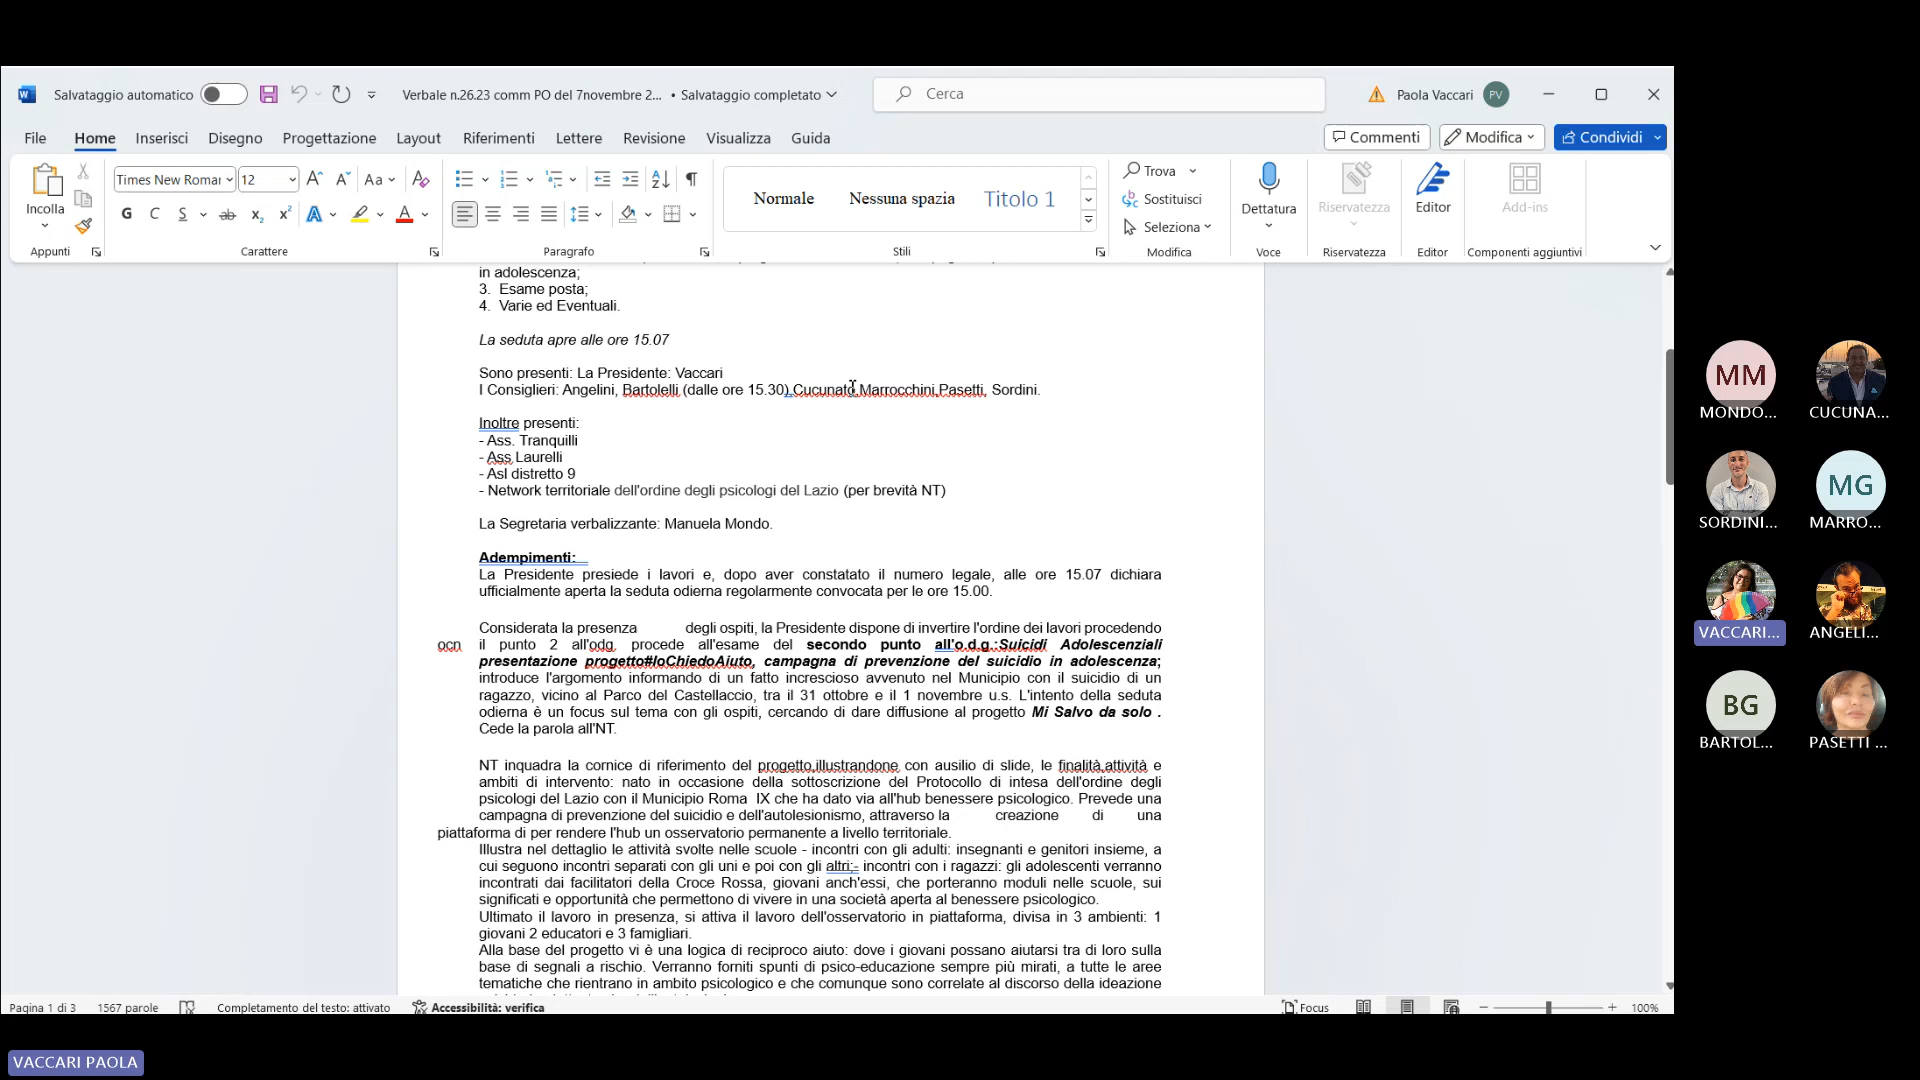 Salvataggio automatico
Verbale n.26.23 comm PO del 7novembre 2... • Salvataggio completato
Cerca
Paola Vaccari PV
File Home Inserisci Disegno Progettazione Layout Riferimenti Lettere Revisione Visualizza Guida
Commenti Modifica Condividi
Incolla
Times New Roman 12
Aa
G C S ab x₂ x² A A
Normale Nessuna spazia Titolo 1
Trova
Sostituisci
Seleziona
Dettatura
Riservatezza
Editor
Add-ins
Appunti Carattere Paragrafo Stili Modifica Voce Riservatezza Editor Componenti aggiuntivi
in adolescenza;
3. Esame posta;
4. Varie ed Eventuali.
La seduta apre alle ore 15.07
Sono presenti: La Presidente: Vaccari
I Consiglieri: Angelini, Bartolelli (dalle ore 15.30),Cucunato,Marrocchini,Pasetti, Sordini.
Inoltre presenti:
- Ass. Tranquilli
- Ass.Laurelli
- Asl distretto 9
- Network territoriale dell'ordine degli psicologi del Lazio (per brevità NT)
La Segretaria verbalizzante: Manuela Mondo.
Adempimenti:
La Presidente presiede i lavori e, dopo aver constatato il numero legale, alle ore 15.07 dichiara
ufficialmente aperta la seduta odierna regolarmente convocata per le ore 15.00.
Considerata la presenza degli ospiti, la Presidente dispone di invertire l'ordine dei lavori procedendo
ocn il punto 2 all'odg, procede all'esame del secondo punto all'o.d.g.:Suicidi Adolescenziali
presentazione progetto#IoChiedoAiuto, campagna di prevenzione del suicidio in adolescenza;
introduce l'argomento informando di un fatto increscioso avvenuto nel Municipio con il suicidio di un
ragazzo, vicino al Parco del Castellaccio, tra il 31 ottobre e il 1 novembre u.s. L'intento della seduta
odierna è un focus sul tema con gli ospiti, cercando di dare diffusione al progetto Mi Salvo da solo .
Cede la parola all'NT.
NT inquadra la cornice di riferimento del progetto,illustrandone con ausilio di slide, le finalità,attività e
ambiti di intervento: nato in occasione della sottoscrizione del Protocollo di intesa dell'ordine degli
psicologi del Lazio con il Municipio Roma IX che ha dato via all'hub benessere psicologico. Prevede una
campagna di prevenzione del suicidio e dell'autolesionismo, attraverso la creazione di una
piattaforma di per rendere l'hub un osservatorio permanente a livello territoriale.
Illustra nel dettaglio le attività svolte nelle scuole - incontri con gli adulti: insegnanti e genitori insieme, a
cui seguono incontri separati con gli uni e poi con gli altri;- incontri con i ragazzi: gli adolescenti verranno
incontrati dai facilitatori della Croce Rossa, giovani anch'essi, che porteranno moduli nelle scuole, sui
significati e opportunità che permettono di vivere in una società aperta al benessere psicologico.
Ultimato il lavoro in presenza, si attiva il lavoro dell'osservatorio in piattaforma, divisa in 3 ambienti: 1
giovani 2 educatori e 3 famigliari.
Alla base del progetto vi è una logica di reciproco aiuto: dove i giovani possano aiutarsi tra di loro sulla
base di segnali a rischio. Verranno forniti spunti di psico-educazione sempre più mirati, a tutte le aree
tematiche che rientrano in ambito psicologico e che comunque sono correlate al discorso della ideazione
Pagina 1 di 3 1567 parole Completamento del testo: attivato Accessibilità: verifica Focus 100%
MM
MONDO... CUCUNA...
MG
SORDINI... MARRO...
VACCARI... ANGELI...
BG
BARTOL... PASETTI ...
VACCARI PAOLA